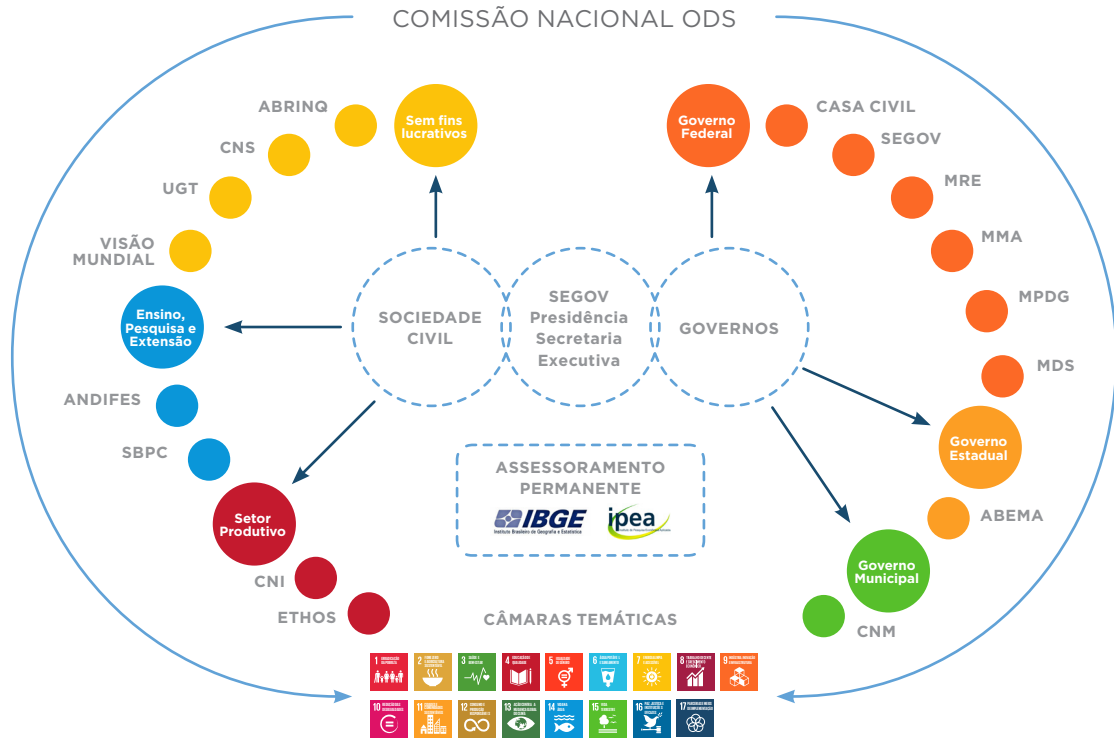 COMISSÃO NACIONAL ODS
ABRINQ
Sem fins
lucrativos
CNS
UGT
VISÃO
MUNDIAL
Ensino,
Pesquisa e
Extensão
ANDIFES
SBPC
Setor
Produtivo
CNI
ETHOS
SOCIEDADE
CIVIL
SEGOV
Presidência
Secretaria
Executiva
GOVERNOS
Governo
Federal
CASA CIVIL
SEGOV
MRE
MMA
MPDG
MDS
Governo
Estadual
ABEMA
Governo
Municipal
CNM
ASSESSORAMENTO
PERMANENTE
IBGE
Instituto Brasileiro de Geografia e Estatística
ipea
CÂMARAS TEMÁTICAS
1
2
3
4
5
6
7
8
9
10
11
12
13
14
15
16
17